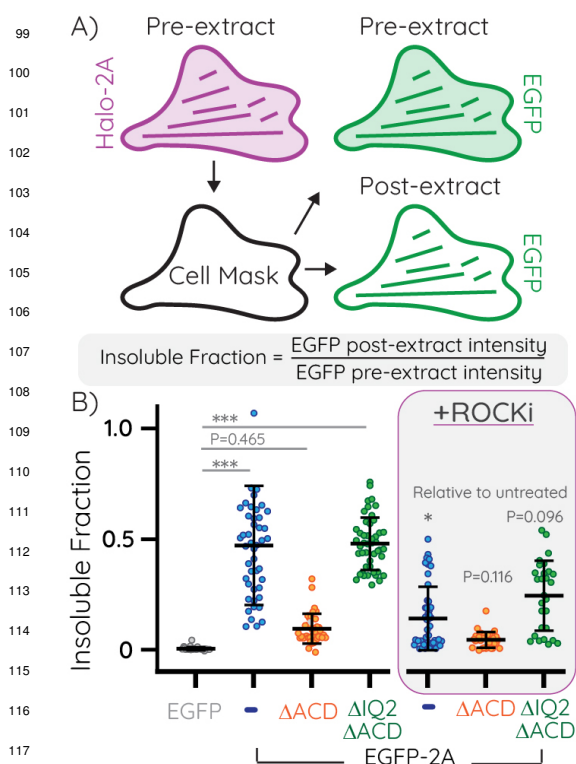 99
100
101
102
103
104
105
106
107
108
109
110
111
112
113
114
115
116
117
A)
Pre-extract
Pre-extract
Halo-2A
EGFP
Post-extract
Cell Mask
EGFP
Insoluble Fraction = EGFP post-extract intensity
EGFP pre-extract intensity
B)
+ROCKi
***
P=0.465
***
Relative to untreated
*
P=0.116
P=0.096
Insoluble Fraction
1.0
0.5
0
EGFP
-
ΔACD
ΔIQ2
ΔACD
-
ΔACD
ΔIQ2
ΔACD
EGFP-2A